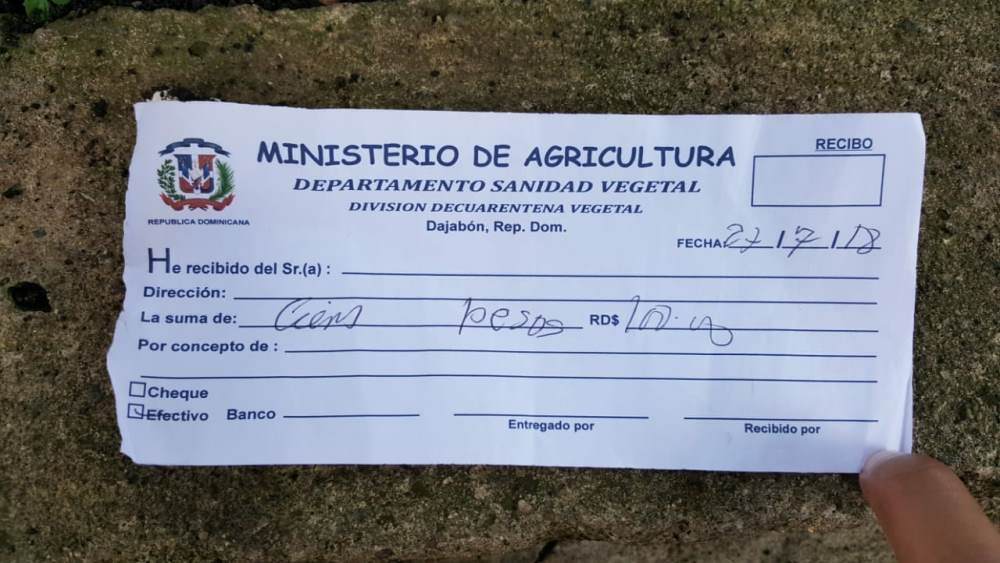 MINISTERIO DE AGRICULTURA
RECIBO
DEPARTAMENTO SANIDAD VEGETAL
DIVISION DECUARENTENA VEGETAL
REPUBLICA DOMINICANA
Dajabón, Rep. Dom.
FECHA: 27/7/18
He recibido del Sr.(a) :
Dirección:
La suma de: Cien pesos RD$ 100.00
Por concepto de :
Cheque
Efectivo Banco
Entregado por
Recibido por